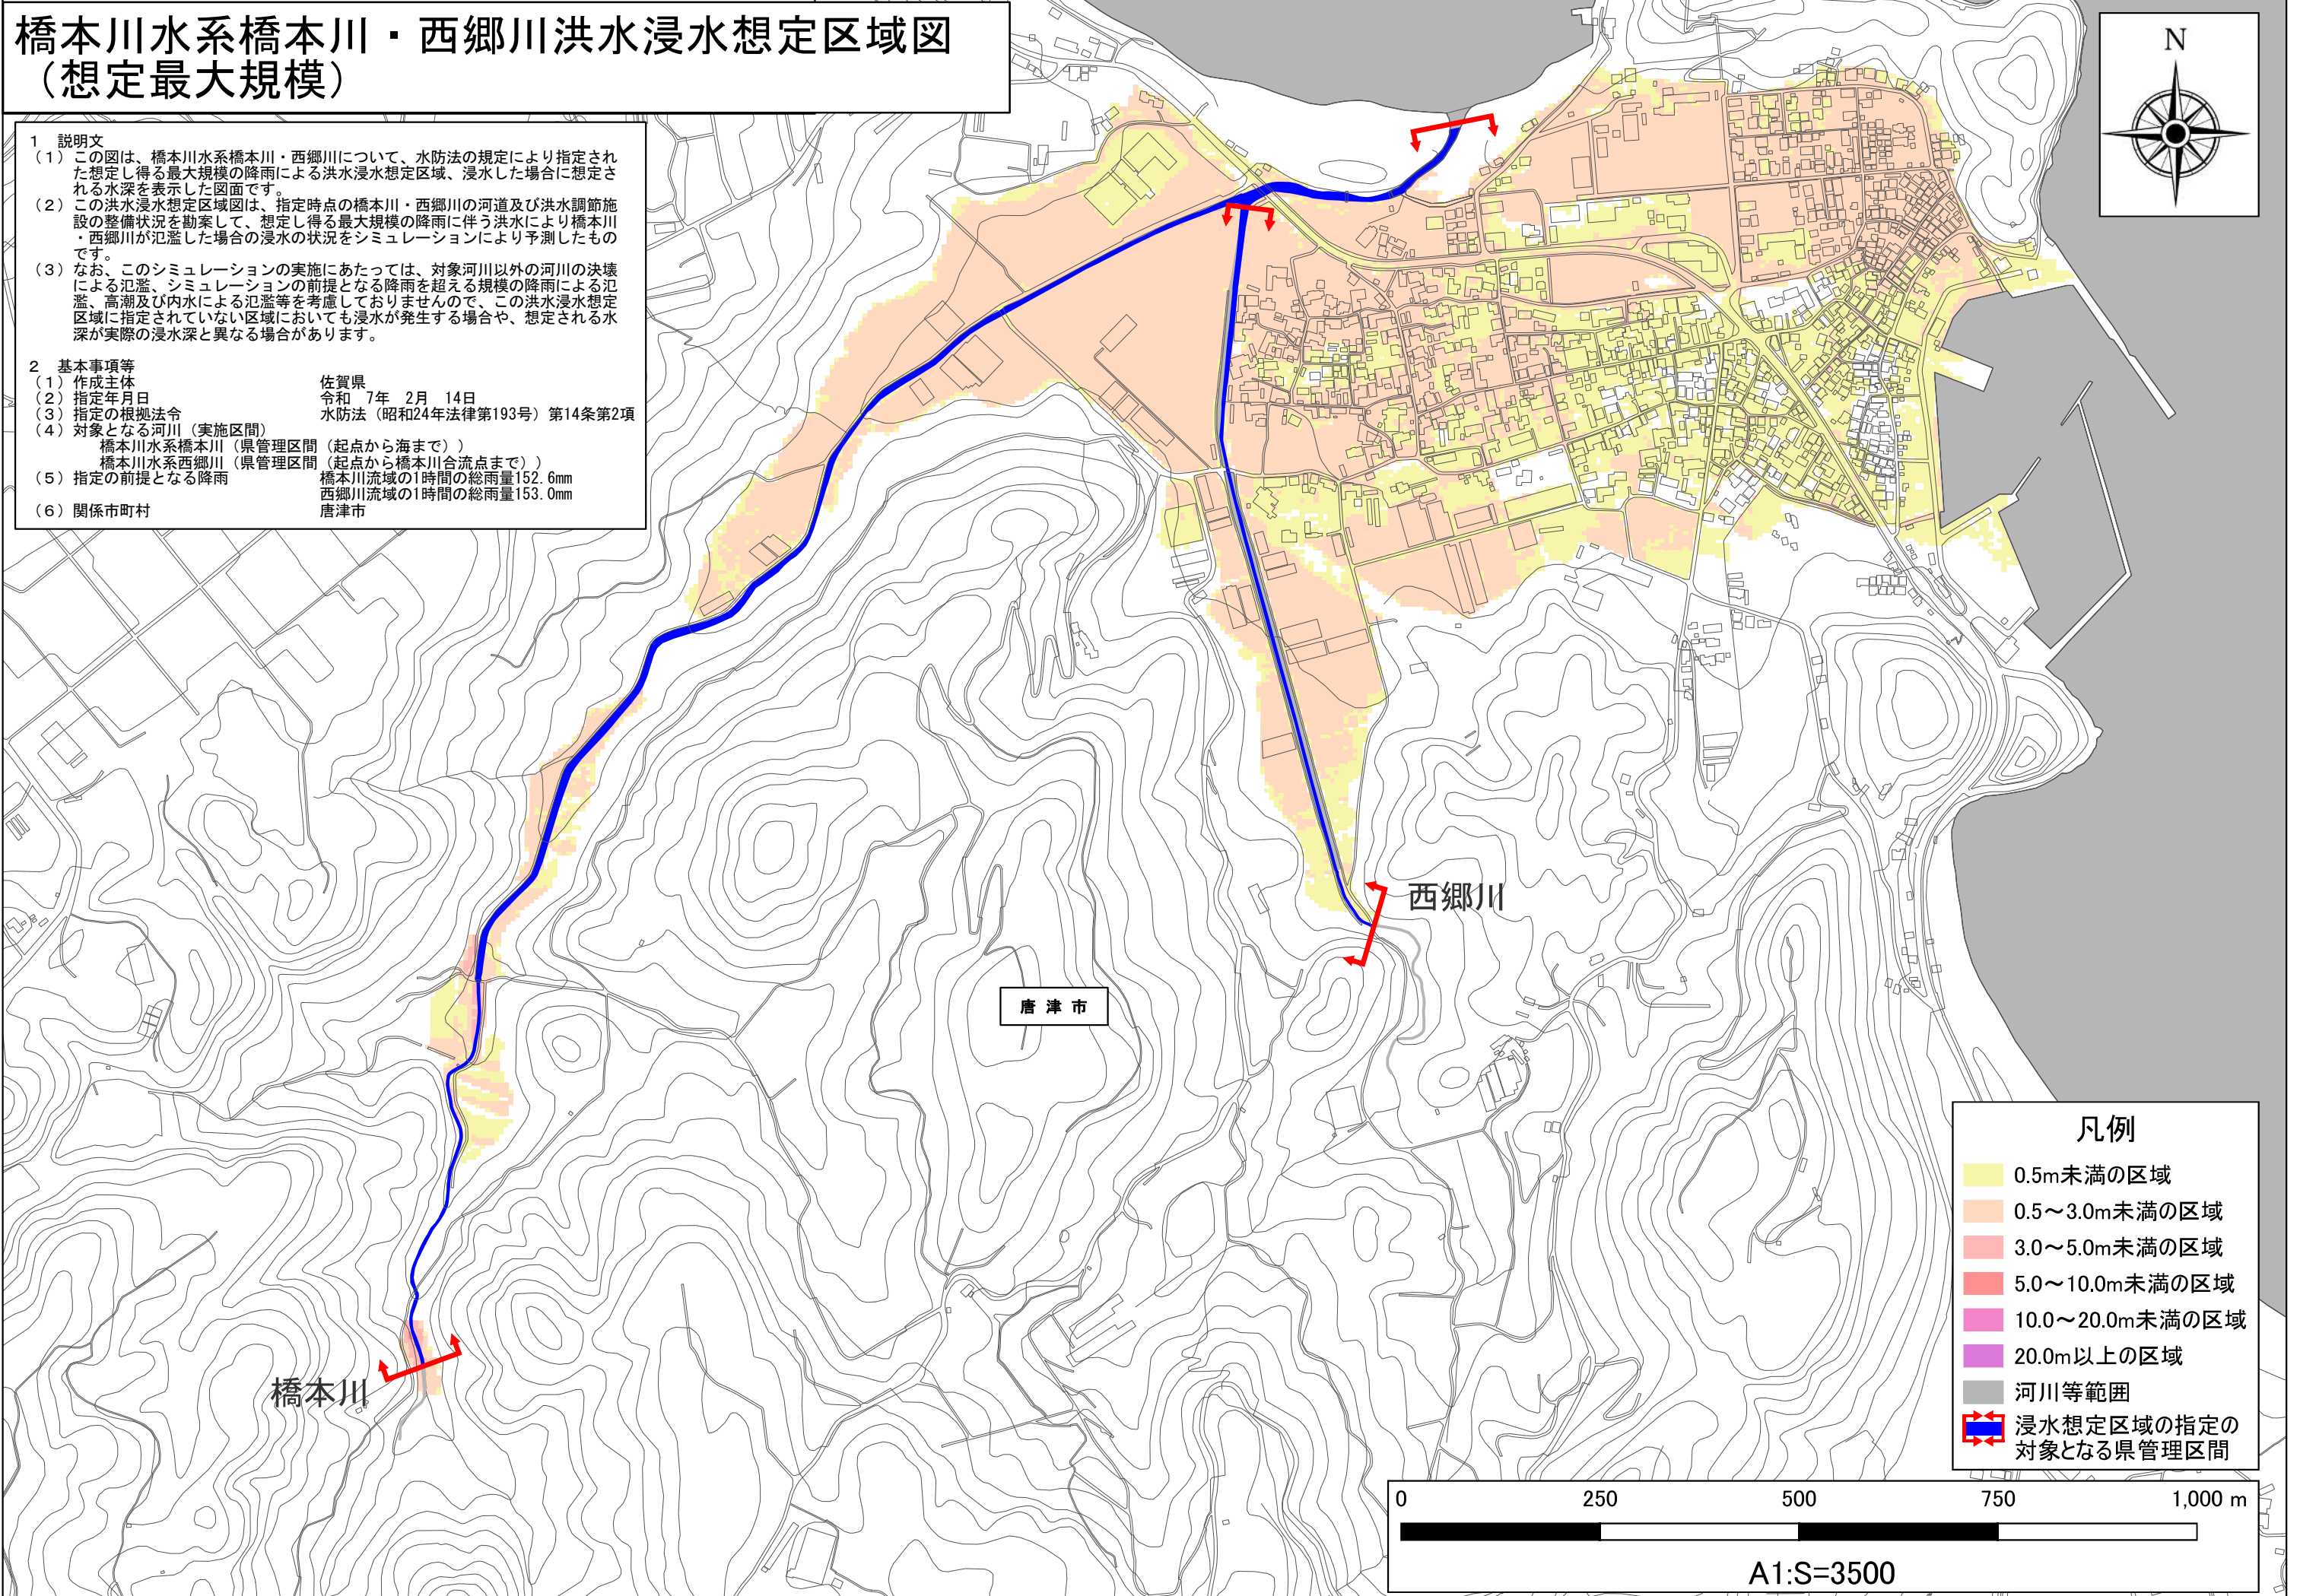 橋本川水系橋本川・西郷川洪水浸水想定区域図
（想定最大規模）
1　説明文
（1）この図は、橋本川水系橋本川・西郷川について、水防法の規定により指定され
た想定し得る最大規模の降雨による洪水浸水想定区域、浸水した場合に想定さ
れる水深を表示した図面です。
（2）この洪水浸水想定区域図は、指定時点の橋本川・西郷川の河道及び洪水調節施
設の整備状況を勘案して、想定し得る最大規模の降雨に伴う洪水により橋本川
・西郷川が氾濫した場合の浸水の状況をシミュレーションにより予測したもの
です。
（3）なお、このシミュレーションの実施にあたっては、対象河川以外の河川の決壊
による氾濫、シミュレーションの前提となる降雨を超える規模の降雨による氾
濫、高潮及び内水による氾濫等を考慮しておりませんので、この洪水浸水想定
区域に指定されていない区域においても浸水が発生する場合や、想定される水
深が実際の浸水深と異なる場合があります。
2　基本事項等
（1）作成主体　佐賀県
（2）指定年月日　令和　7年　2月　14日
（3）指定の根拠法令　水防法（昭和24年法律第193号）第14条第2項
（4）対象となる河川（実施区間）
橋本川水系橋本川（県管理区間（起点から海まで））
橋本川水系西郷川（県管理区間（起点から橋本川合流点まで））
（5）指定の前提となる降雨　橋本川流域の1時間の総雨量152.6mm
西郷川流域の1時間の総雨量153.0mm
（6）関係市町村　唐津市
N
西郷川
唐津市
橋本川
凡例
0.5m未満の区域
0.5～3.0m未満の区域
3.0～5.0m未満の区域
5.0～10.0m未満の区域
10.0～20.0m未満の区域
20.0m以上の区域
河川等範囲
浸水想定区域の指定の
対象となる県管理区間
0 250 500 750 1,000 m
A1:S=3500